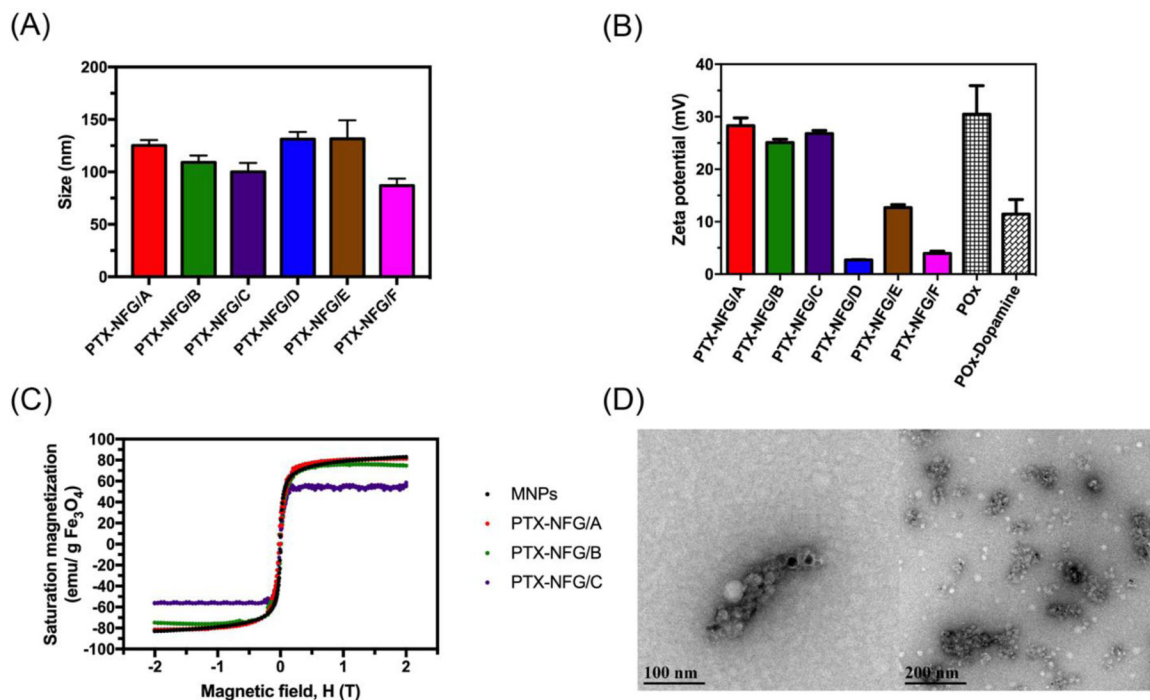 (A)
200
150
100
50
0
Size (nm)
PTX-NFG/A
PTX-NFG/B
PTX-NFG/C
PTX-NFG/D
PTX-NFG/E
PTX-NFG/F
(B)
40
30
20
10
0
Zeta potential (mV)
PTX-NFG/A
PTX-NFG/B
PTX-NFG/C
PTX-NFG/D
PTX-NFG/E
PTX-NFG/F
POx
POx-Dopamine
(C)
Saturation magnetization
(emu/ g Fe₃O₄)
100
80
60
40
20
0
-20
-40
-60
-80
-100
-2
-1
0
1
2
Magnetic field, H (T)
MNPs
PTX-NFG/A
PTX-NFG/B
PTX-NFG/C
(D)
100 nm
200 nm